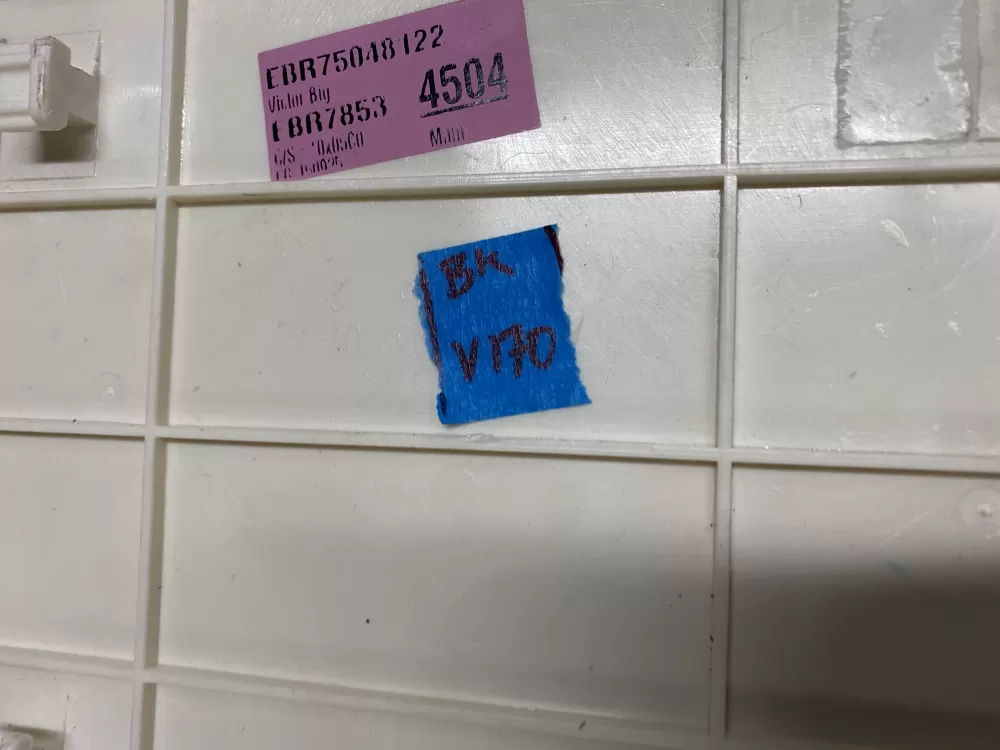 EBR75048122
Victor Big
4504
EBR7853
Main
BK
V170